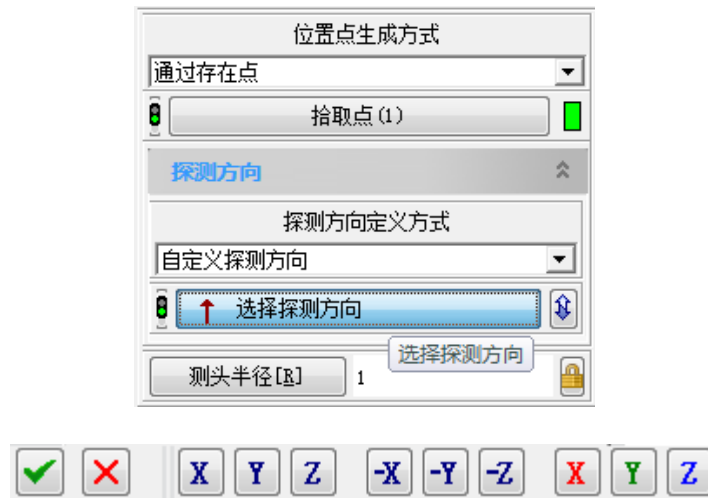 位置点生成方式
通过存在点
拾取点(1)
探测方向
探测方向定义方式
自定义探测方向
选择探测方向
选择探测方向
测头半径[R] 1
X Y Z -X -Y -Z X Y Z